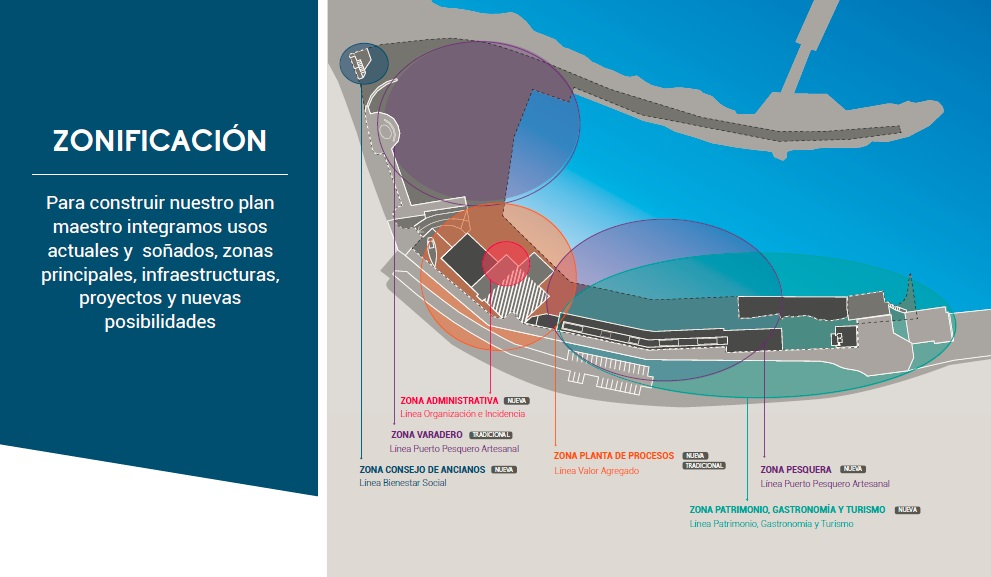 ZONIFICACIÓN
Para construir nuestro plan
maestro integramos usos
actuales y soñados, zonas
principales, infraestructuras,
proyectos y nuevas
posibilidades
ZONA ADMINISTRATIVA NUEVA
Línea Organización e Incidencia
ZONA VARADERO TRADICIONAL
Línea Puerto Pesquero Artesanal
ZONA CONSEJO DE ANCIANOS NUEVA
Línea Bienestar Social
ZONA PLANTA DE PROCESOS NUEVA
TRADICIONAL
Línea Valor Agregado
ZONA PESQUERA NUEVA
Línea Puerto Pesquero Artesanal
ZONA PATRIMONIO, GASTRONOMÍA Y TURISMO NUEVA
Línea Patrimonio, Gastronomía y Turismo